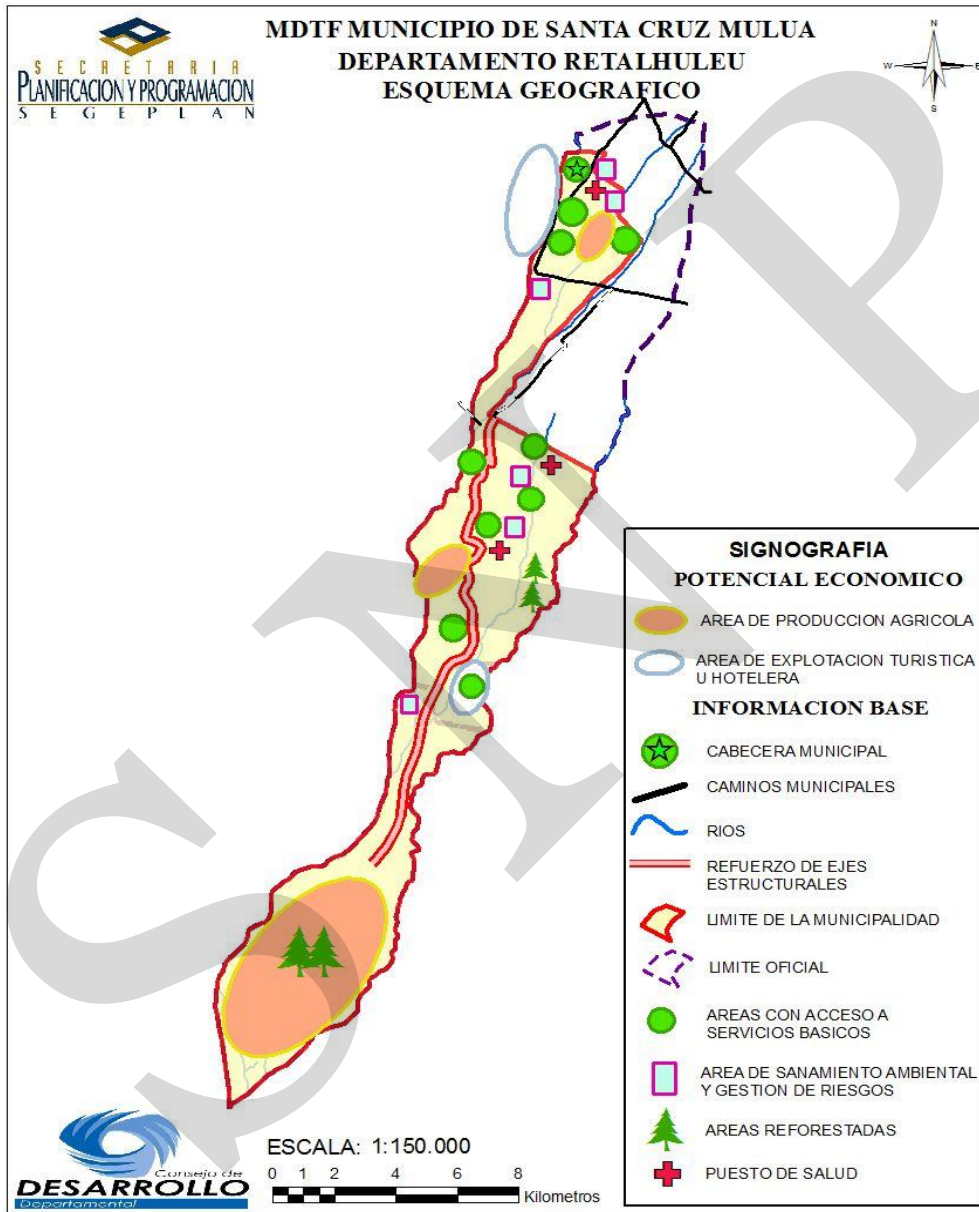 SECRETARIA
PLANIFICACION Y PROGRAMACION
SEGEPLAN
MDTF MUNICIPIO DE SANTA CRUZ MULUA
DEPARTAMENTO RETALHULEU
ESQUEMA GEOGRAFICO
N
W
E
S
SNP
SIGNOGRAFIA
POTENCIAL ECONOMICO
AREA DE PRODUCCION AGRICOLA
AREA DE EXPLOTACION TURISTICA
U HOTELERA
INFORMACION BASE
CABECERA MUNICIPAL
CAMINOS MUNICIPALES
RIOS
REFUERZO DE EJES
ESTRUCTURALES
LIMITE DE LA MUNICIPALIDAD
LIMITE OFICIAL
AREAS CON ACCESO A
SERVICIOS BASICOS
AREA DE SANAMIENTO AMBIENTAL
Y GESTION DE RIESGOS
AREAS REFORESTADAS
PUESTO DE SALUD
Consejo de
DESARROLLO
Departamental
ESCALA: 1:150.000
0 1 2 4 6 8
Kilometros